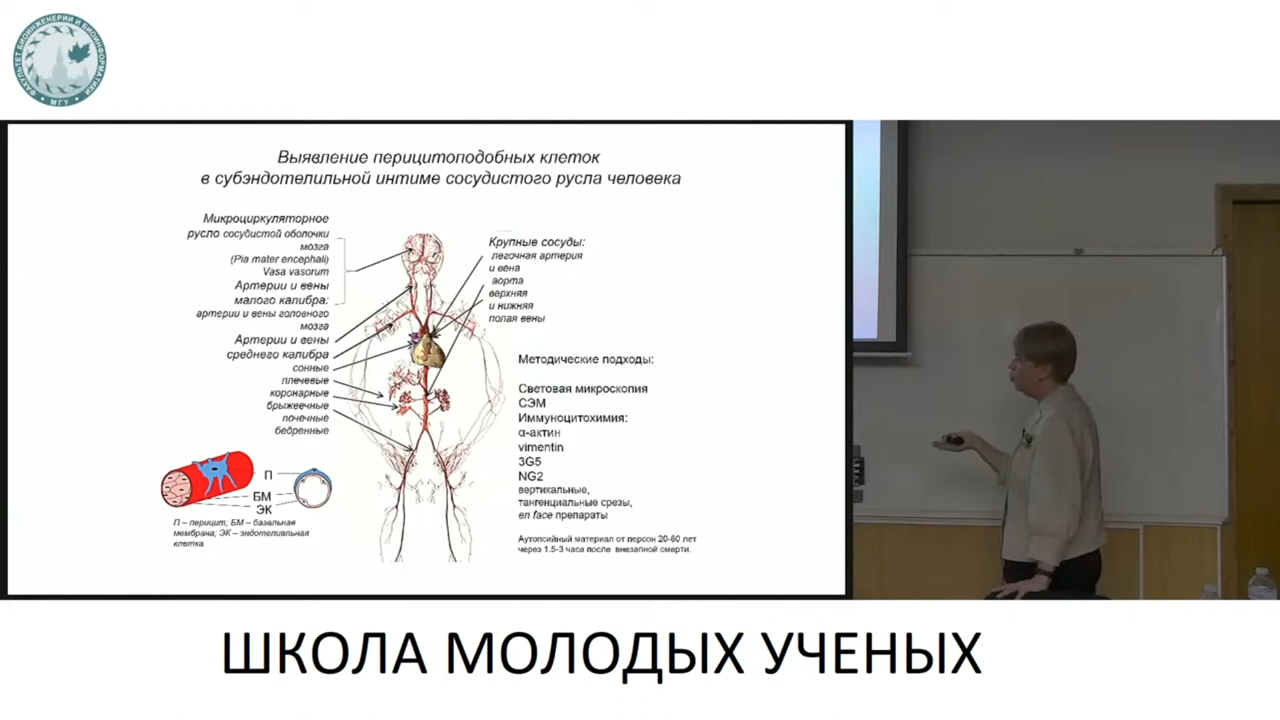 ФАКУЛЬТЕТ БИОИНЖЕНЕРИИ И БИОИНФОРМАТИКИ
МГУ
Выявление перицитоподобных клеток
в субэндотелильной интиме сосудистого русла человека
Микроциркуляторное
русло сосудистой оболочки
мозга
(Pia mater encephali)
Vasa vasorum
Артерии и вены
малого калибра:
артерии и вены головного
мозга
Артерии и вены
среднего калибра
сонные
плечевые
коронарные
брыжеечные
почечные
бедренные
Крупные сосуды:
легочная артерия
и вена
аорта
верхняя
и нижняя
полая вены
Методические подходы:
Световая микроскопия
СЭМ
Иммуноцитохимия:
α-актин
vimentin
3G5
NG2
вертикальные,
тангенциальные срезы,
en face препараты
Аутопсийный материал от персон 20-60 лет
через 1.5-3 часа после внезапной смерти.
П
БМ
ЭК
П – перицит; БМ – базальная
мембрана; ЭК – эндотелиальная
клетка
ШКОЛА МОЛОДЫХ УЧЕНЫХ